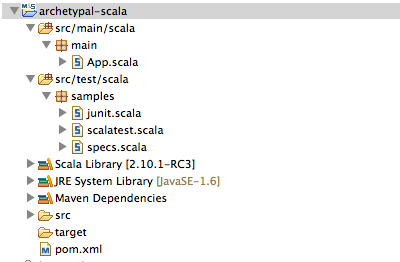 archetypal-scala
src/main/scala
main
App.scala
src/test/scala
samples
junit.scala
scalatest.scala
specs.scala
Scala Library [2.10.1-RC3]
JRE System Library [JavaSE-1.6]
Maven Dependencies
src
target
pom.xml